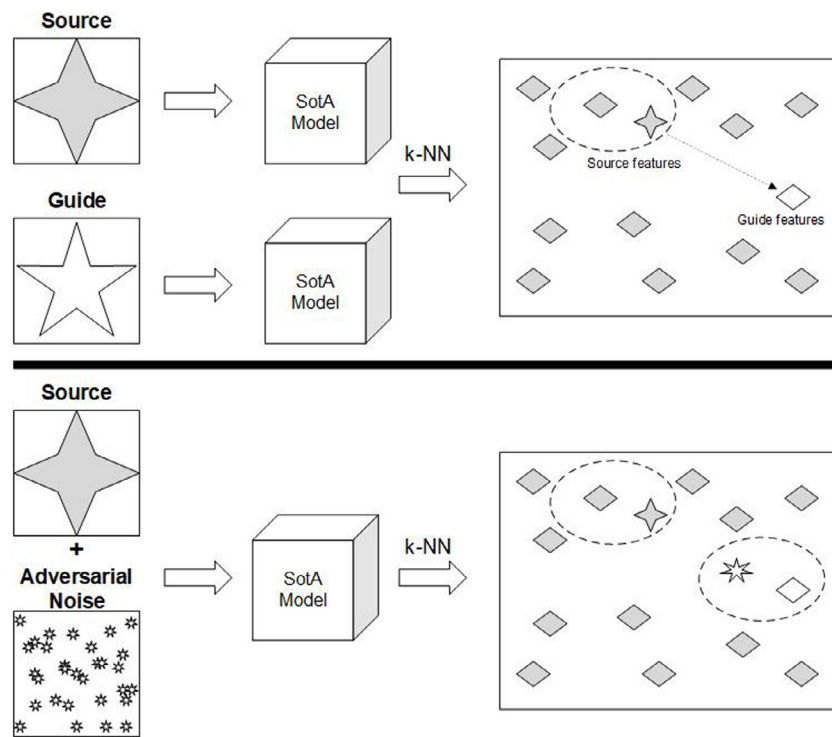 Source
SotA
Model
k-NN
Source features
Guide features
Guide
SotA
Model
Source
+
Adversarial
Noise
SotA
Model
k-NN